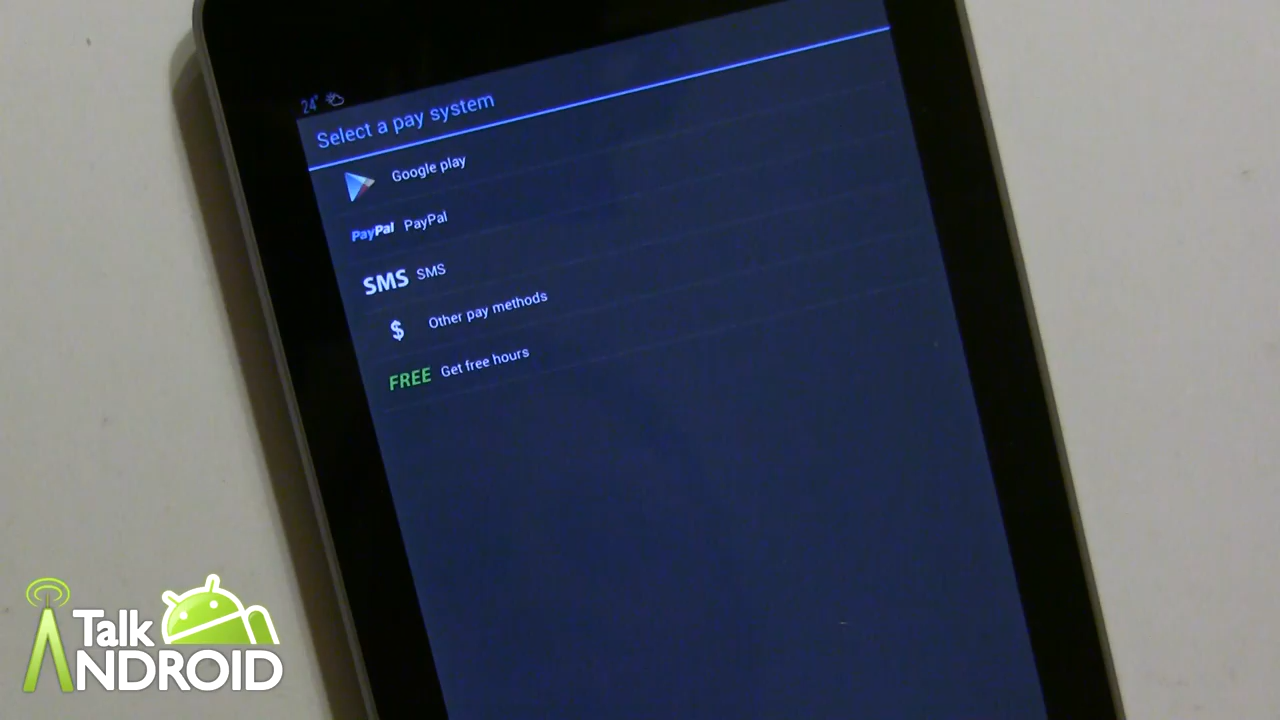 24°
Select a pay system
Google play
PayPal PayPal
SMS SMS
$ Other pay methods
FREE Get free hours
Talk
ANDROID